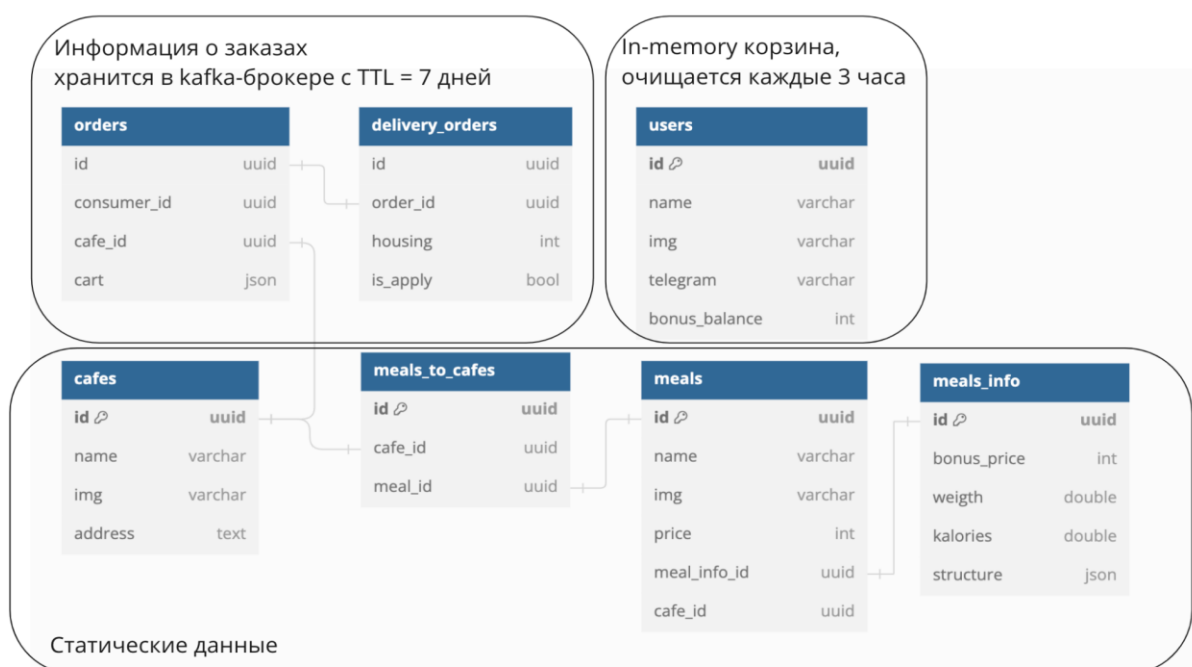 Информация о заказах
хранится в kafka-брокере с TTL = 7 дней
In-memory корзина,
очищается каждые 3 часа
orders
id uuid
consumer_id uuid
cafe_id uuid
cart json
delivery_orders
id uuid
order_id uuid
housing int
is_apply bool
users
id uuid
name varchar
img varchar
telegram varchar
bonus_balance int
cafes
id uuid
name varchar
img varchar
address text
meals_to_cafes
id uuid
cafe_id uuid
meal_id uuid
meals
id uuid
name varchar
img varchar
price int
meal_info_id uuid
cafe_id uuid
meals_info
id uuid
bonus_price int
weigth double
kalories double
structure json
Статические данные